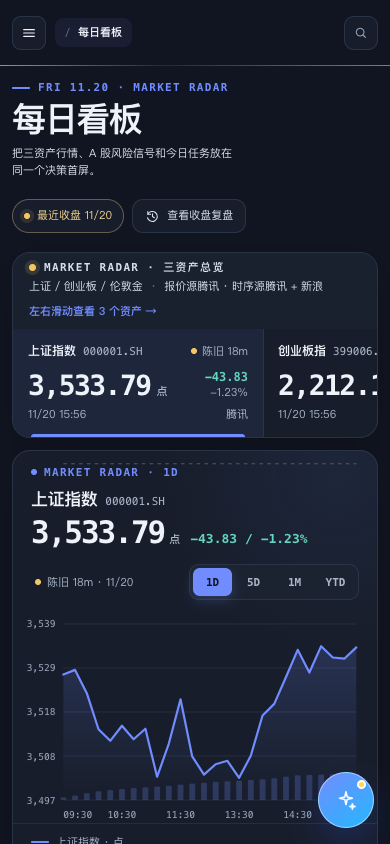 / 每日看板
FRI 11.20 · MARKET RADAR
每日看板
把三资产行情、A 股风险信号和今日任务放在
同一个决策首屏。
最近收盘 11/20
查看收盘复盘
MARKET RADAR · 三资产总览
上证 / 创业板 / 伦敦金 · 报价源腾讯 · 时序源腾讯 + 新浪
左右滑动查看 3 个资产 →
上证指数 000001.SH
陈旧 18m
3,533.79 点
−43.83
−1.23%
11/20 15:56
腾讯
创业板指 399006.
2,212.1
11/20 15:56
MARKET RADAR · 1D
上证指数 000001.SH
3,533.79 点 −43.83 / −1.23%
陈旧 18m · 11/20
1D 5D 1M YTD
3,539
3,529
3,518
3,508
3,497
09:30 10:30 11:30 13:30 14:30
上证指数 · 点